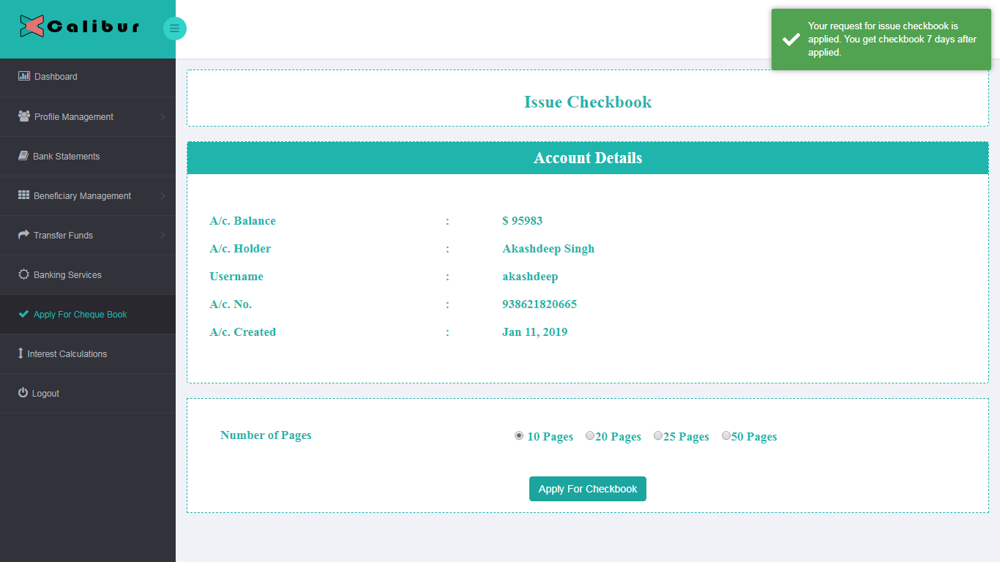 Calibur
Your request for issue checkbook is
applied. You get checkbook 7 days after
applied.
Dashboard
Profile Management
Bank Statements
Beneficiary Management
Transfer Funds
Banking Services
Apply For Cheque Book
Interest Calculations
Logout
Issue Checkbook
Account Details
A/c. Balance : $ 95983
A/c. Holder : Akashdeep Singh
Username : akashdeep
A/c. No. : 938621820665
A/c. Created : Jan 11, 2019
Number of Pages 10 Pages 20 Pages 25 Pages 50 Pages
Apply For Checkbook